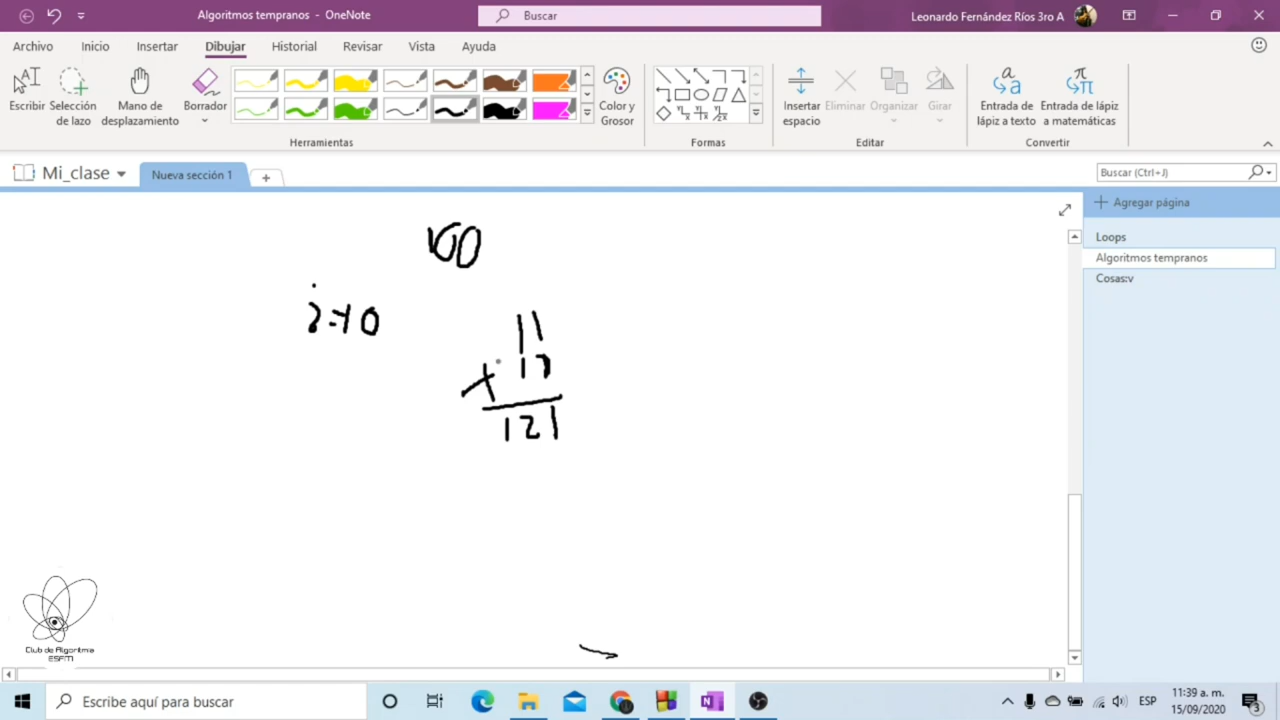 Algoritmos tempranos - OneNote
Buscar
Leonardo Fernández Ríos 3ro A
Archivo Inicio Insertar Dibujar Historial Revisar Vista Ayuda
Escribir
Selección de lazo
Mano de desplazamiento
Borrador
Color y Grosor
Insertar espacio
Eliminar
Organizar
Girar
Entrada de lápiz a texto
Entrada de lápiz a matemáticas
Herramientas
Formas
Editar
Convertir
Mi_clase
Nueva sección 1
Buscar (Ctrl+J)
Agregar página
Loops
Algoritmos tempranos
Cosas:v
100
i=10
11
x 11
121
Club de Algoritmia
ESFM
Escribe aquí para buscar
ESP
11:39 a. m.
15/09/2020
3